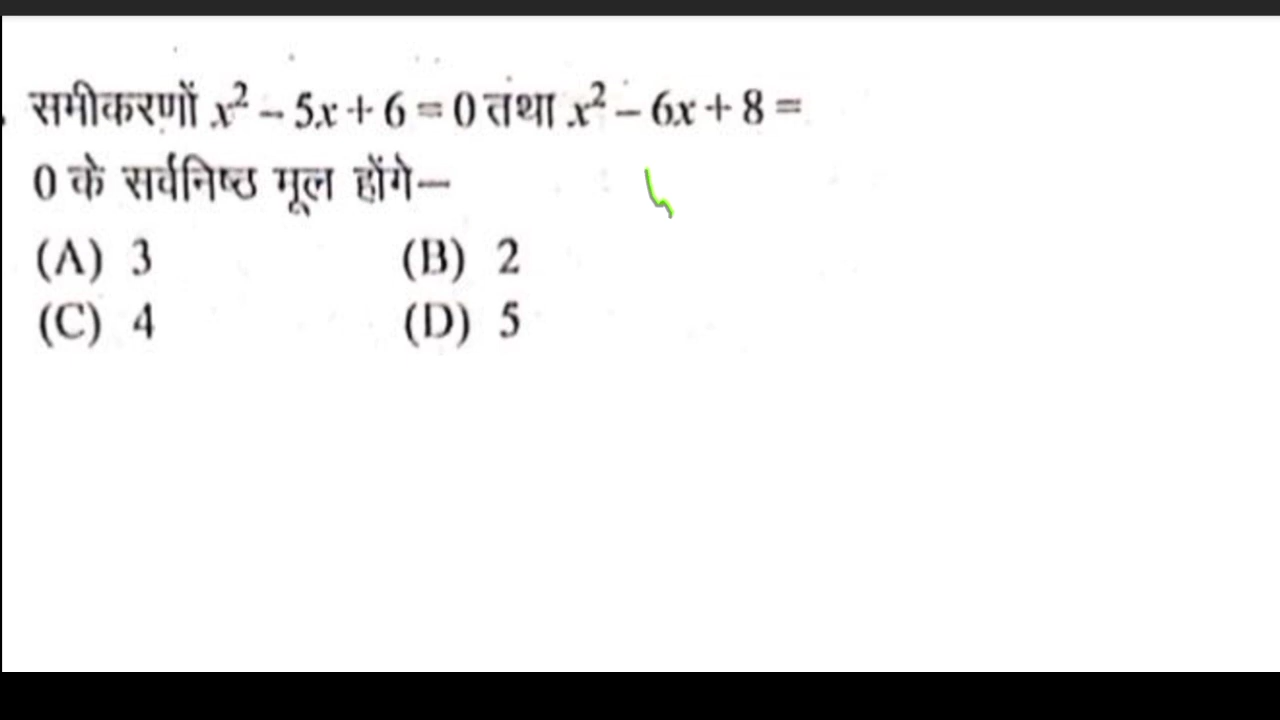 समीकरणों x² – 5x + 6 = 0 तथा x² – 6x + 8 =
0 के सर्वनिष्ठ मूल होंगे—
(A) 3 (B) 2
(C) 4 (D) 5